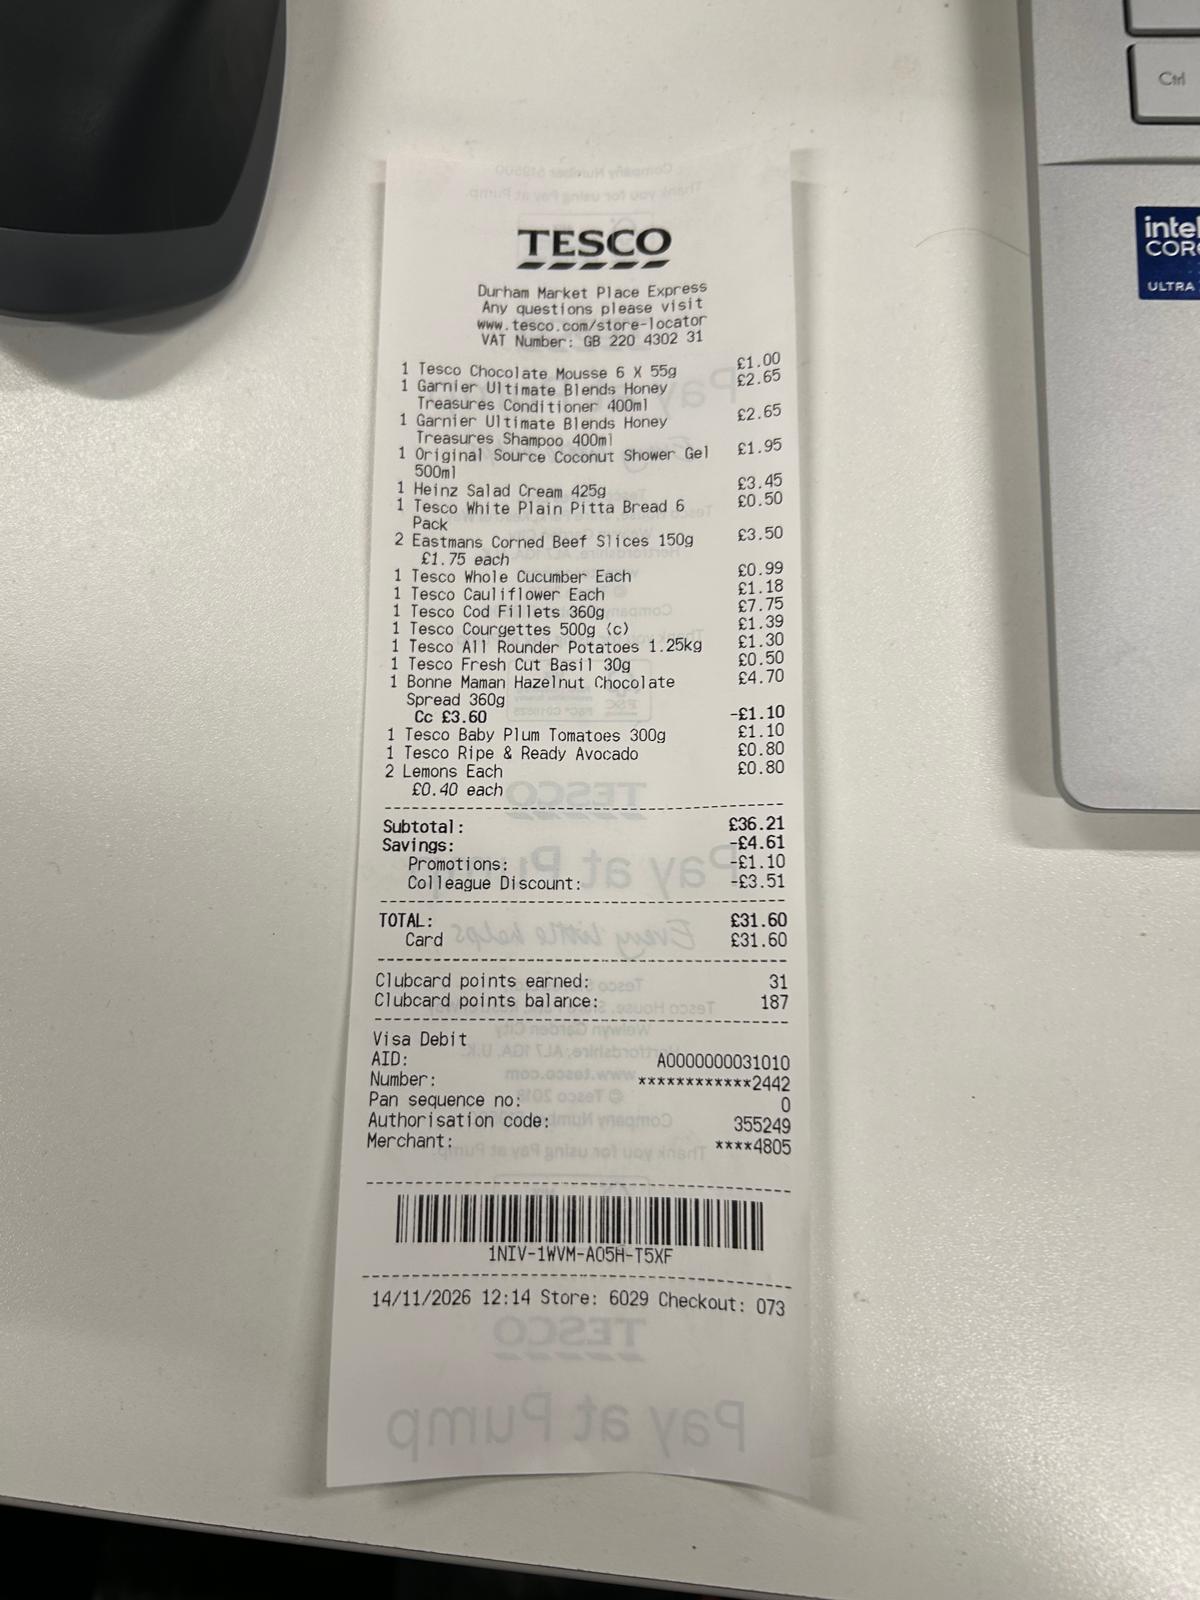 TESCO
Durham Market Place Express
Any questions please visit
www.tesco.com/store-locator
VAT Number: GB 220 4302 31
1 Tesco Chocolate Mousse 6 X 55g £1.00
1 Garnier Ultimate Blends Honey £2.65
Treasures Conditioner 400ml
1 Garnier Ultimate Blends Honey £2.65
Treasures Shampoo 400ml
1 Original Source Coconut Shower Gel £1.95
500ml
1 Heinz Salad Cream 425g £3.45
1 Tesco White Plain Pitta Bread 6 £0.50
Pack
2 Eastmans Corned Beef Slices 150g £3.50
£1.75 each
1 Tesco Whole Cucumber Each £0.99
1 Tesco Cauliflower Each £1.18
1 Tesco Cod Fillets 360g £7.75
1 Tesco Courgettes 500g (c) £1.39
1 Tesco All Rounder Potatoes 1.25kg £1.30
1 Tesco Fresh Cut Basil 30g £0.50
1 Bonne Maman Hazelnut Chocolate £4.70
Spread 360g
Cc £3.60 -£1.10
1 Tesco Baby Plum Tomatoes 300g £1.10
1 Tesco Ripe & Ready Avocado £0.80
2 Lemons Each £0.80
£0.40 each
Subtotal: £36.21
Savings: -£4.61
Promotions: -£1.10
Colleague Discount: -£3.51
TOTAL: £31.60
Card £31.60
Clubcard points earned: 31
Clubcard points balance: 187
Visa Debit
AID: A0000000031010
Number: ************2442
Pan sequence no: 0
Authorisation code: 355249
Merchant: ****4805
1NIV-1WVM-A05H-T5XF
14/11/2026 12:14 Store: 6029 Checkout: 073
TESCO
Pay at Pump
Ctrl
intel
CORE
ULTRA